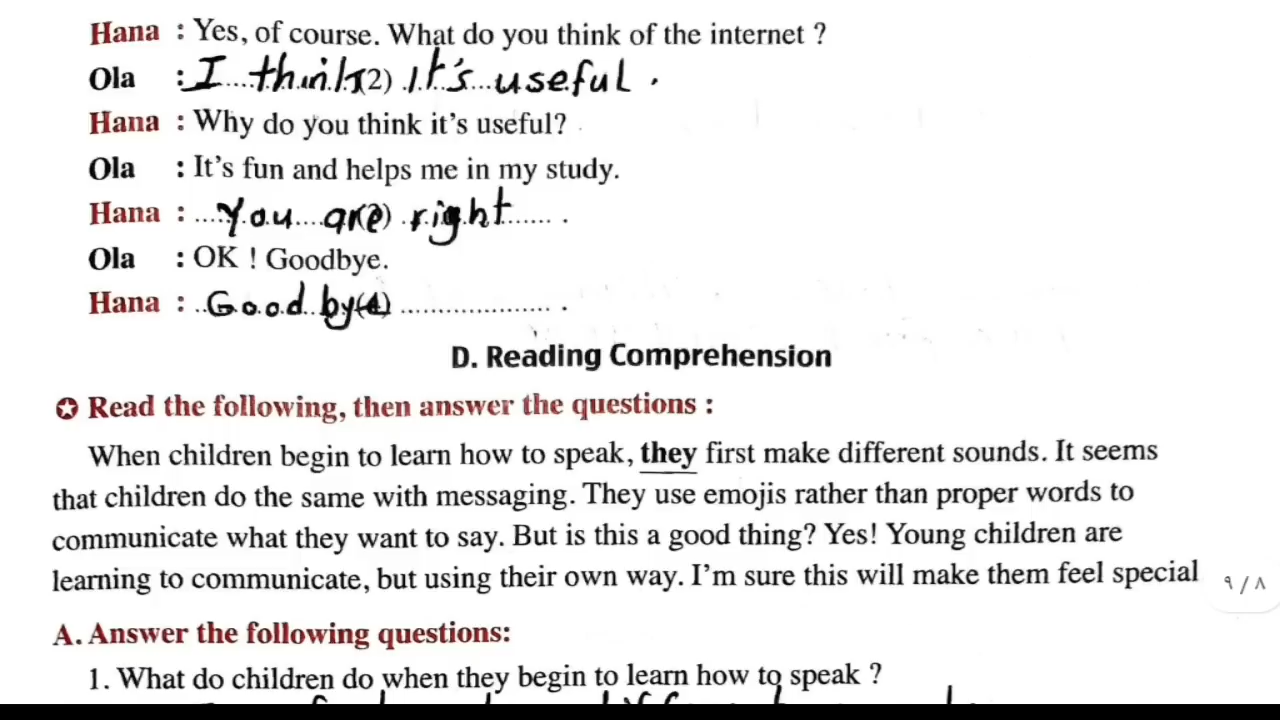 Hana : Yes, of course. What do you think of the internet ?
Ola : I think (2) It's useful .
Hana : Why do you think it's useful?
Ola : It's fun and helps me in my study.
Hana : You are (3) right .
Ola : OK ! Goodbye.
Hana : Good by (4) .
D. Reading Comprehension
Read the following, then answer the questions :
When children begin to learn how to speak, they first make different sounds. It seems
that children do the same with messaging. They use emojis rather than proper words to
communicate what they want to say. But is this a good thing? Yes! Young children are
learning to communicate, but using their own way. I'm sure this will make them feel special
٩ / ٨
A. Answer the following questions:
1. What do children do when they begin to learn how to speak ?